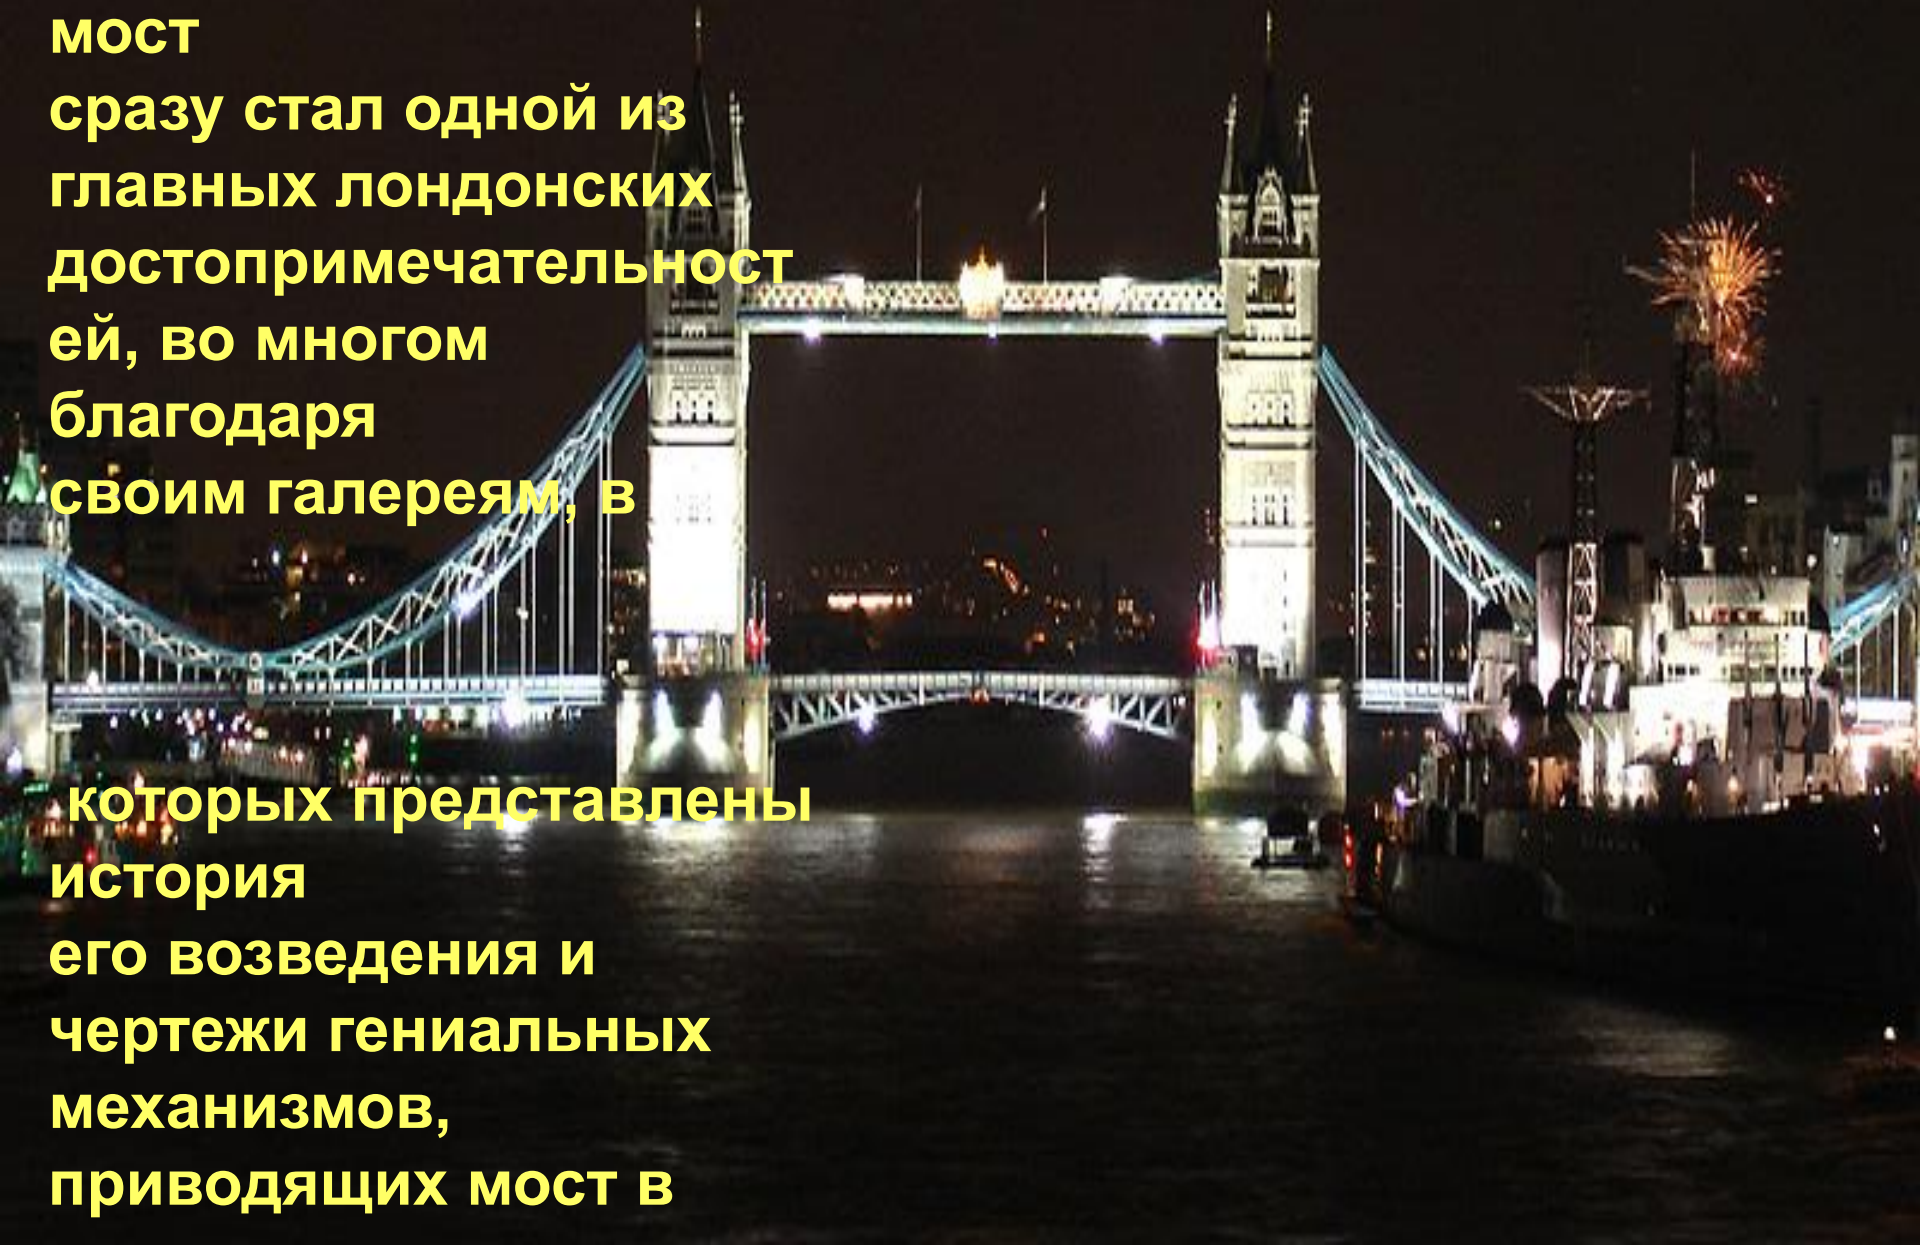 мост
сразу стал одной из
главных лондонских
достопримечательност
ей, во многом
благодаря
своим галереям, в
которых представлены
история
его возведения и
чертежи гениальных
механизмов,
приводящих мост в